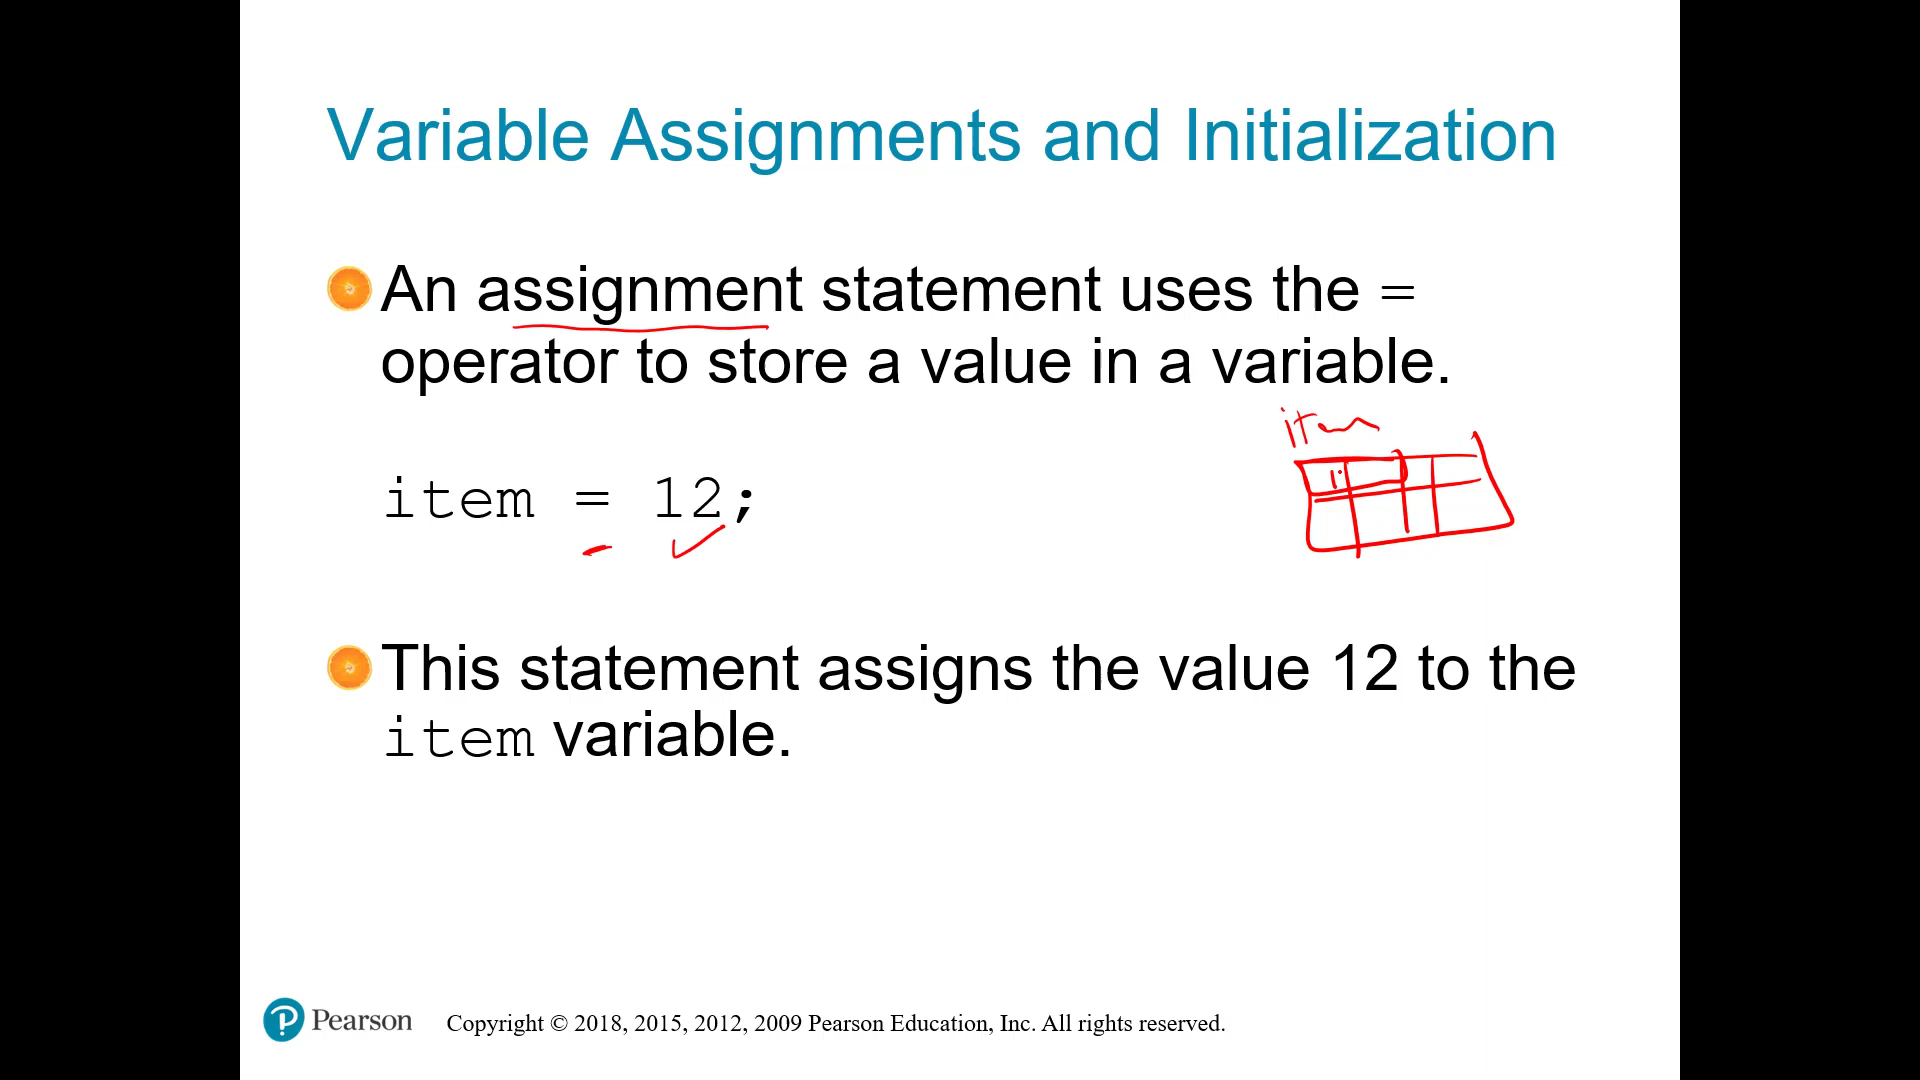 Variable Assignments and Initialization
An assignment statement uses the =
operator to store a value in a variable.
item
item = 12;
This statement assigns the value 12 to the
item variable.
Pearson
Copyright © 2018, 2015, 2012, 2009 Pearson Education, Inc. All rights reserved.